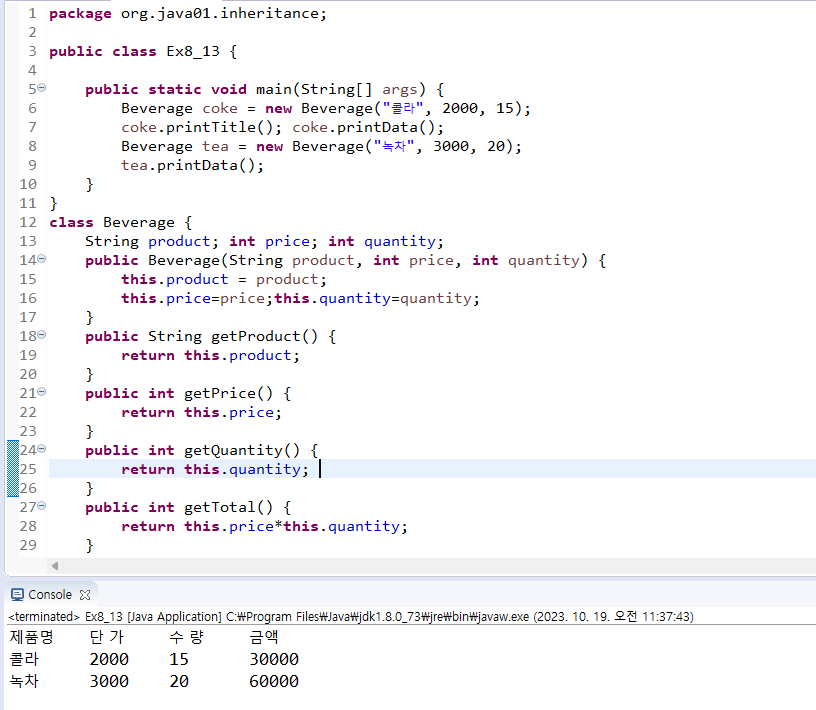 1 package org.java01.inheritance;
2
3 public class Ex8_13 {
4
5 public static void main(String[] args) {
6 Beverage coke = new Beverage("콜라", 2000, 15);
7 coke.printTitle(); coke.printData();
8 Beverage tea = new Beverage("녹차", 3000, 20);
9 tea.printData();
10 }
11 }
12 class Beverage {
13 String product; int price; int quantity;
14 public Beverage(String product, int price, int quantity) {
15 this.product = product;
16 this.price=price;this.quantity=quantity;
17 }
18 public String getProduct() {
19 return this.product;
20 }
21 public int getPrice() {
22 return this.price;
23 }
24 public int getQuantity() {
25 return this.quantity;
26 }
27 public int getTotal() {
28 return this.price*this.quantity;
29 }
Console
<terminated> Ex8_13 [Java Application] C:₩Program Files₩Java₩jdk1.8.0_73₩jre₩bin₩javaw.exe (2023. 10. 19. 오전 11:37:43)
제품명 단 가 수 량 금액
콜라 2000 15 30000
녹차 3000 20 60000